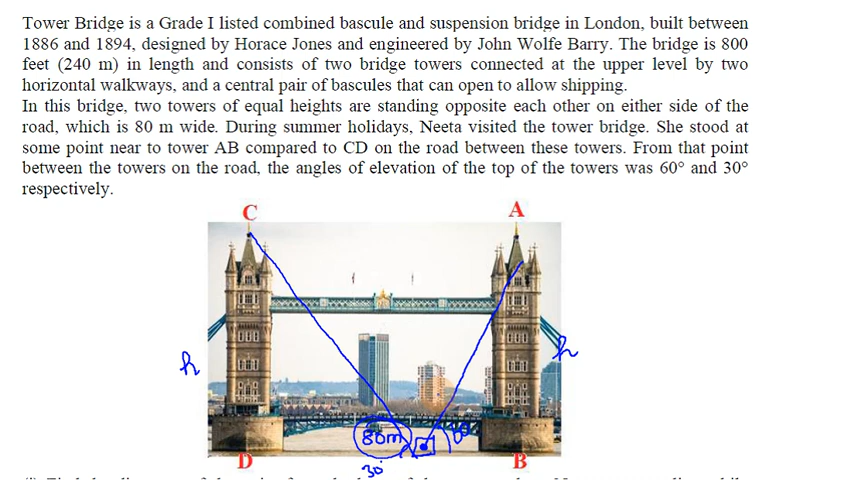 Tower Bridge is a Grade I listed combined bascule and suspension bridge in London, built between
1886 and 1894, designed by Horace Jones and engineered by John Wolfe Barry. The bridge is 800
feet (240 m) in length and consists of two bridge towers connected at the upper level by two
horizontal walkways, and a central pair of bascules that can open to allow shipping.
In this bridge, two towers of equal heights are standing opposite each other on either side of the
road, which is 80 m wide. During summer holidays, Neeta visited the tower bridge. She stood at
some point near to tower AB compared to CD on the road between these towers. From that point
between the towers on the road, the angles of elevation of the top of the towers was 60° and 30°
respectively.
C A
h h
80m 60
D B
30